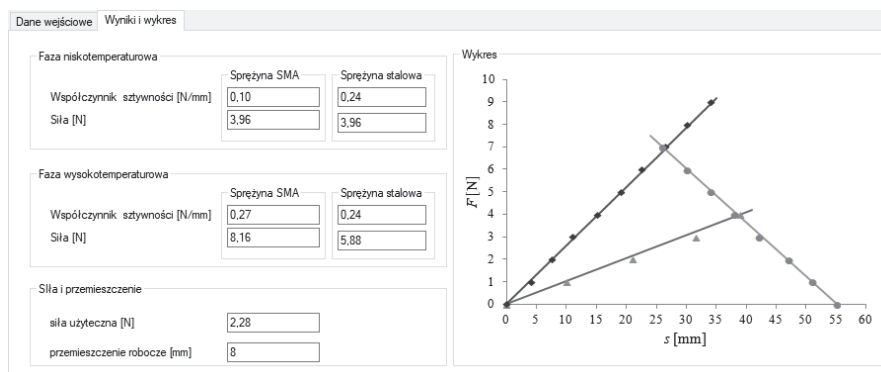 Dane wejściowe Wyniki i wykres
Faza niskotemperaturowa
Sprężyna SMA Sprężyna stalowa
Współczynnik sztywności [N/mm] 0,10 0,24
Siła [N] 3,96 3,96
Faza wysokotemperaturowa
Sprężyna SMA Sprężyna stalowa
Współczynnik sztywności [N/mm] 0,27 0,24
Siła [N] 8,16 5,88
SIła i przemieszczenie
siła użyteczna [N] 2,28
przemieszczenie robocze [mm] 8
Wykres
10
9
8
7
6
5
4
3
2
1
0
F [N]
0 5 10 15 20 25 30 35 40 45 50 55 60
s [mm]